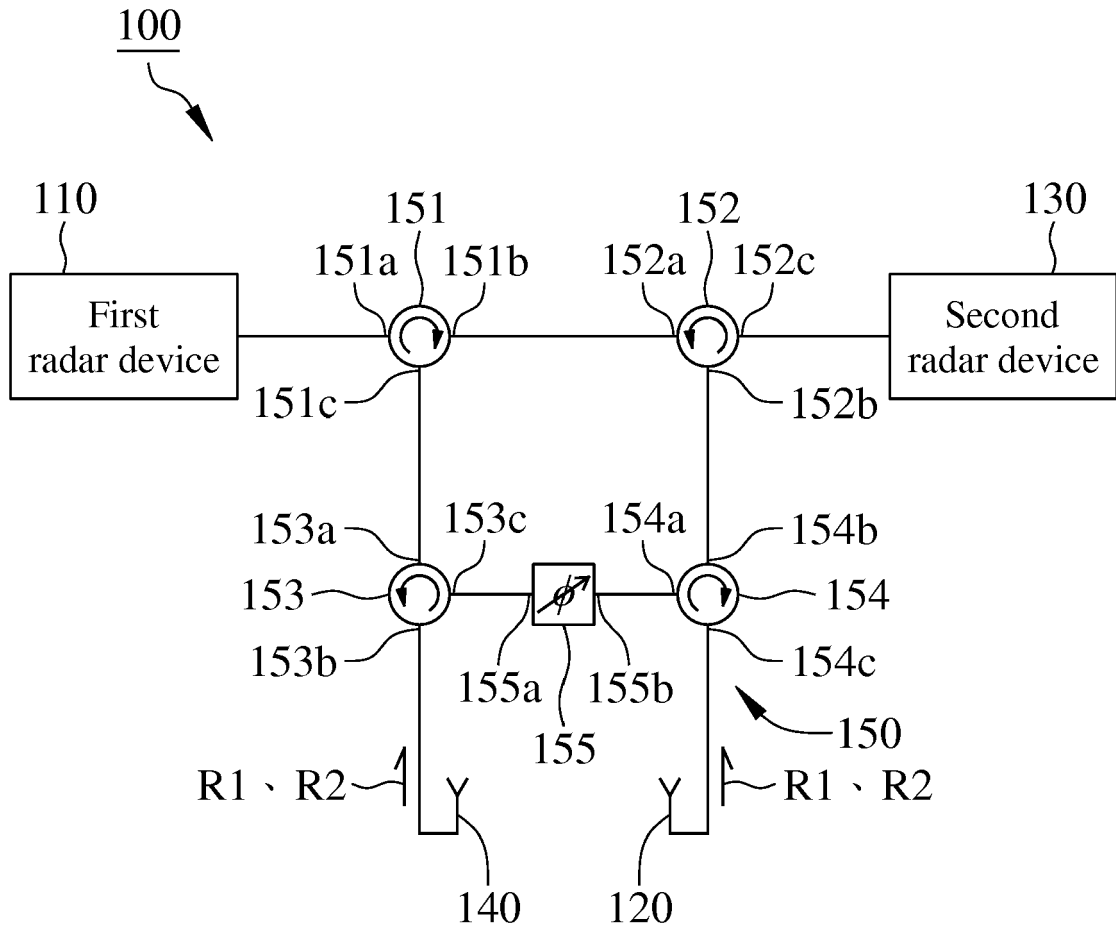 100
110
151
152
130
151a
151b
152a
152c
First
radar device
Second
radar device
151c
152b
153a
153c
154a
154b
153
ϕ
154
153b
155a
155b
154c
155
150
R1、R2
R1、R2
140
120